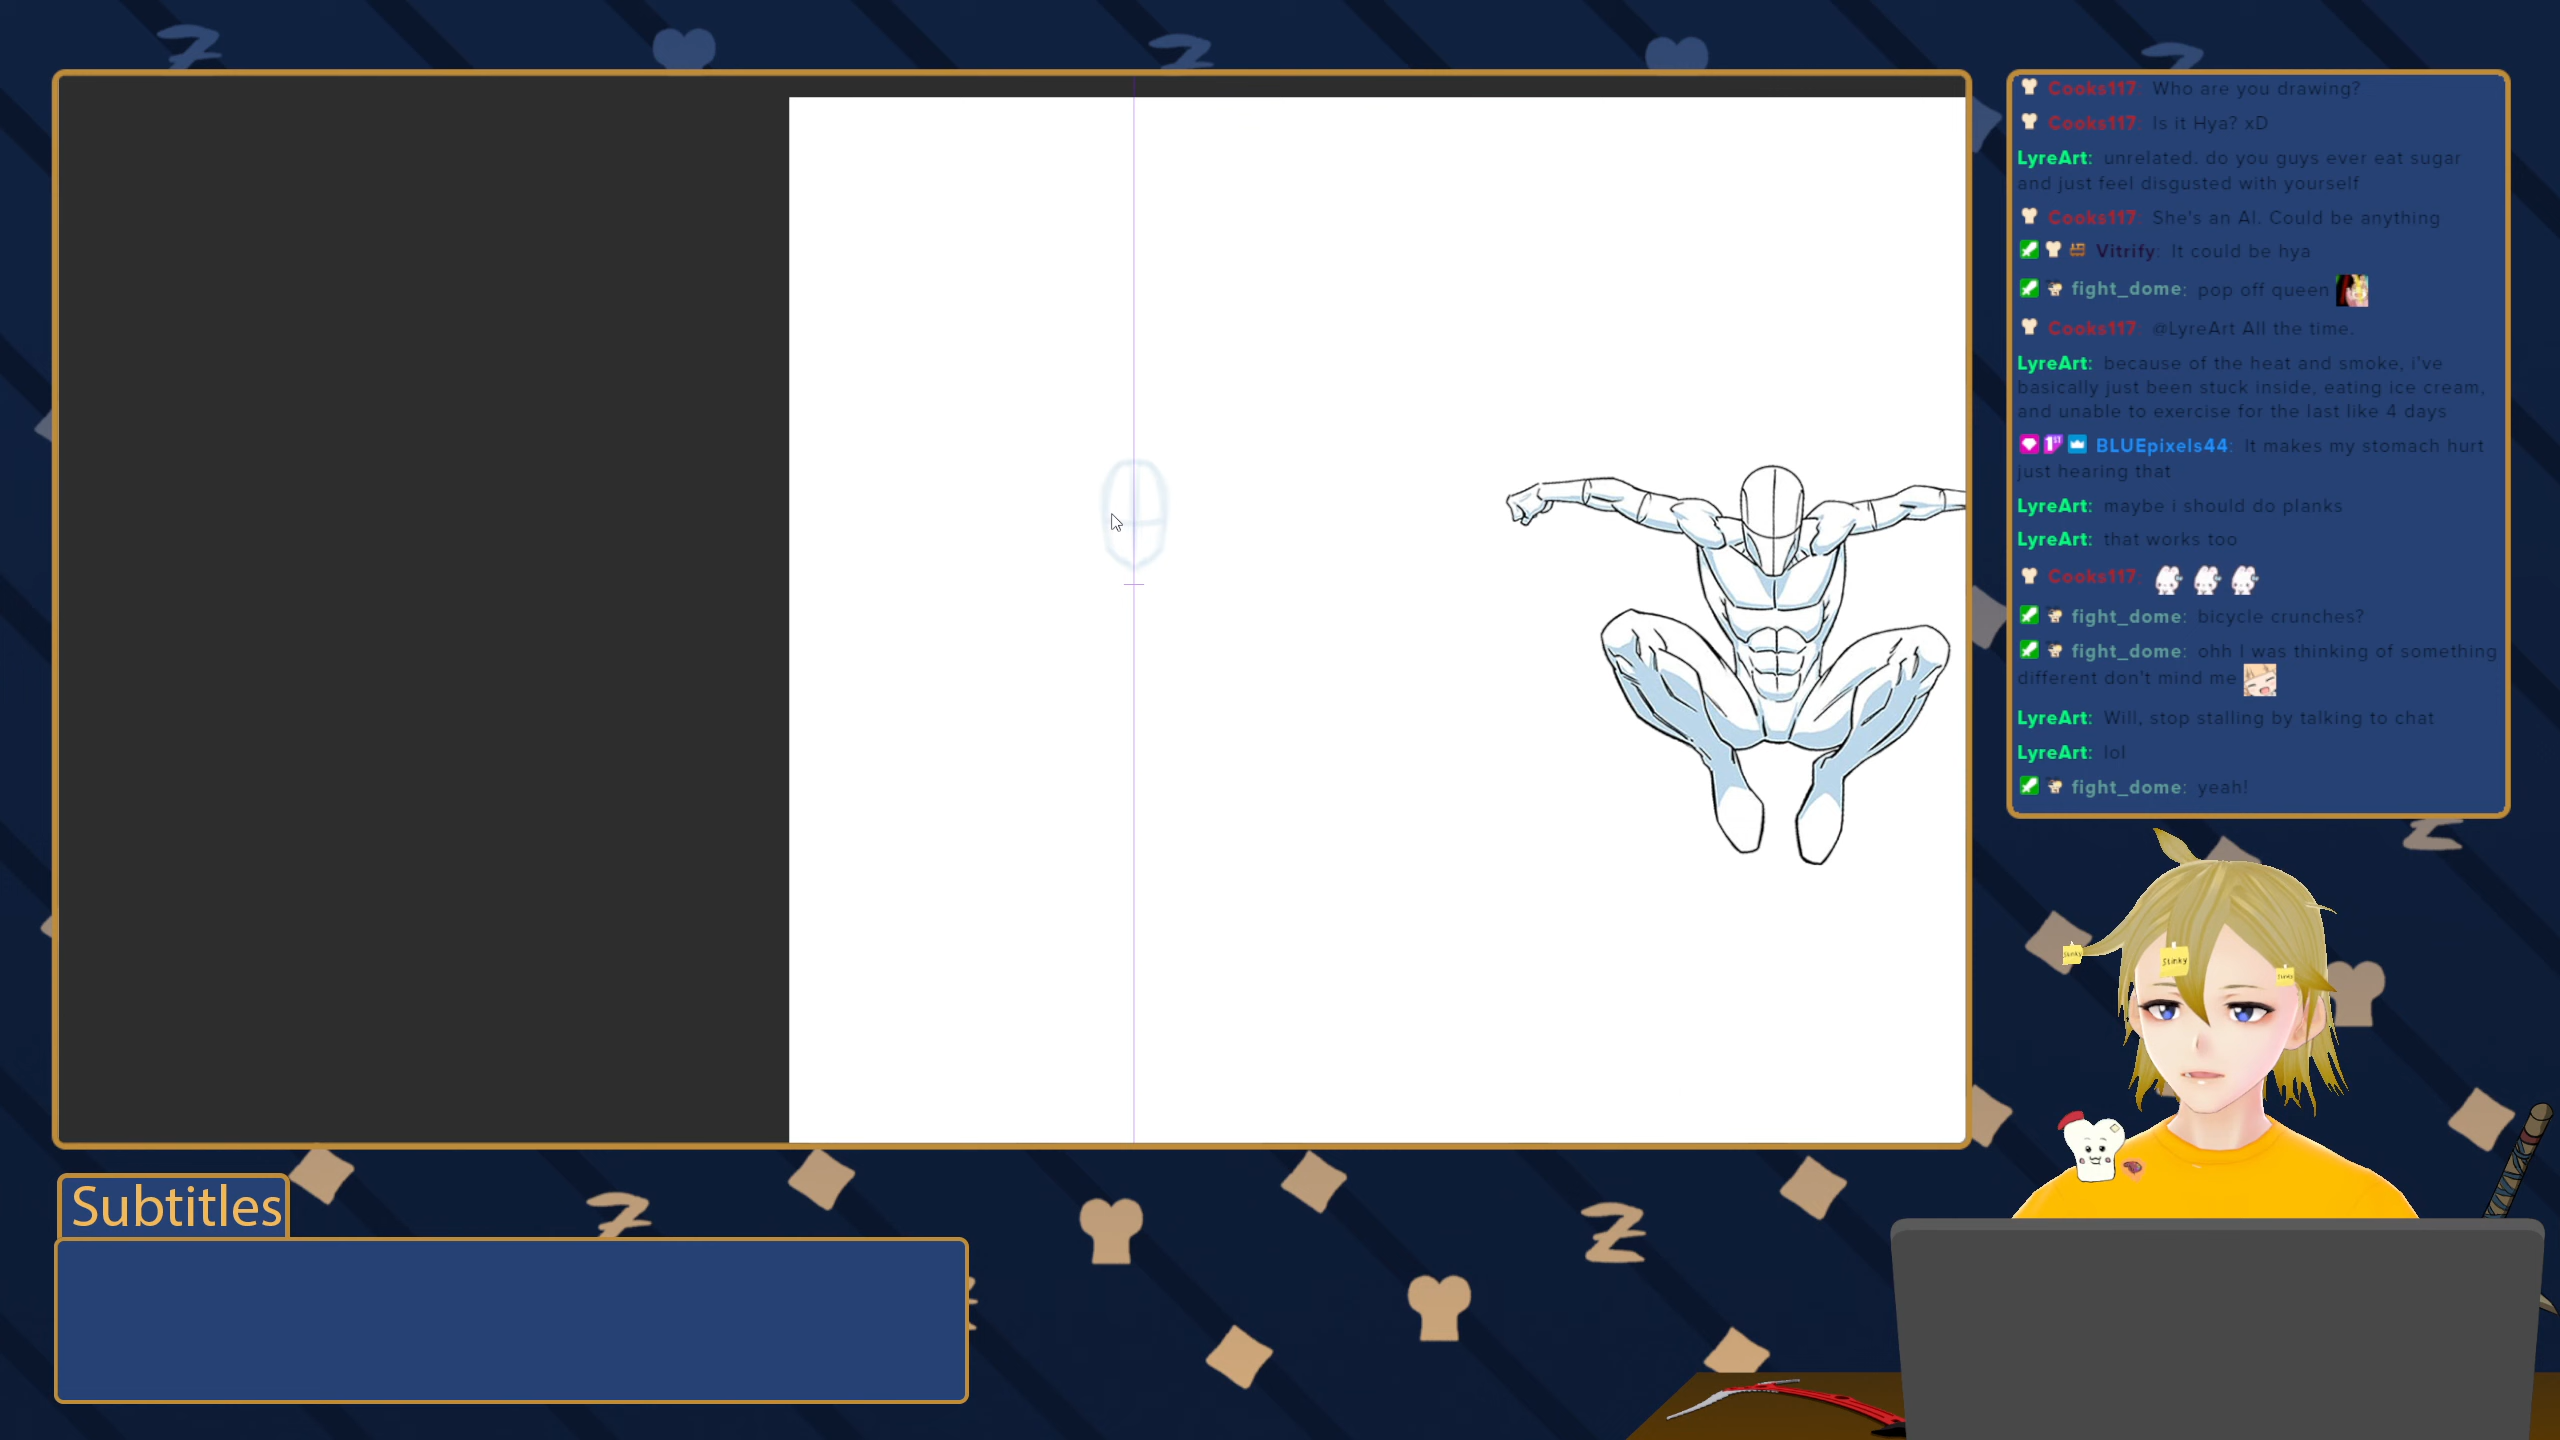 Cooks117: Who are you drawing?
Cooks117: Is it Hya? xD
LyreArt: unrelated. do you guys ever eat sugar
and just feel disgusted with yourself
Cooks117: She's an AI. Could be anything
Vitrify: It could be hya
fight_dome: pop off queen
Cooks117: @LyreArt All the time.
LyreArt: because of the heat and smoke, i've
basically just been stuck inside, eating ice cream,
and unable to exercise for the last like 4 days
BLUEpixels44: It makes my stomach hurt
just hearing that
LyreArt: maybe i should do planks
LyreArt: that works too
Cooks117:
fight_dome: bicycle crunches?
fight_dome: ohh I was thinking of something
different don't mind me
LyreArt: Will, stop stalling by talking to chat
LyreArt: lol
fight_dome: yeah!
Stinky
Stinky
Stinky
Subtitles